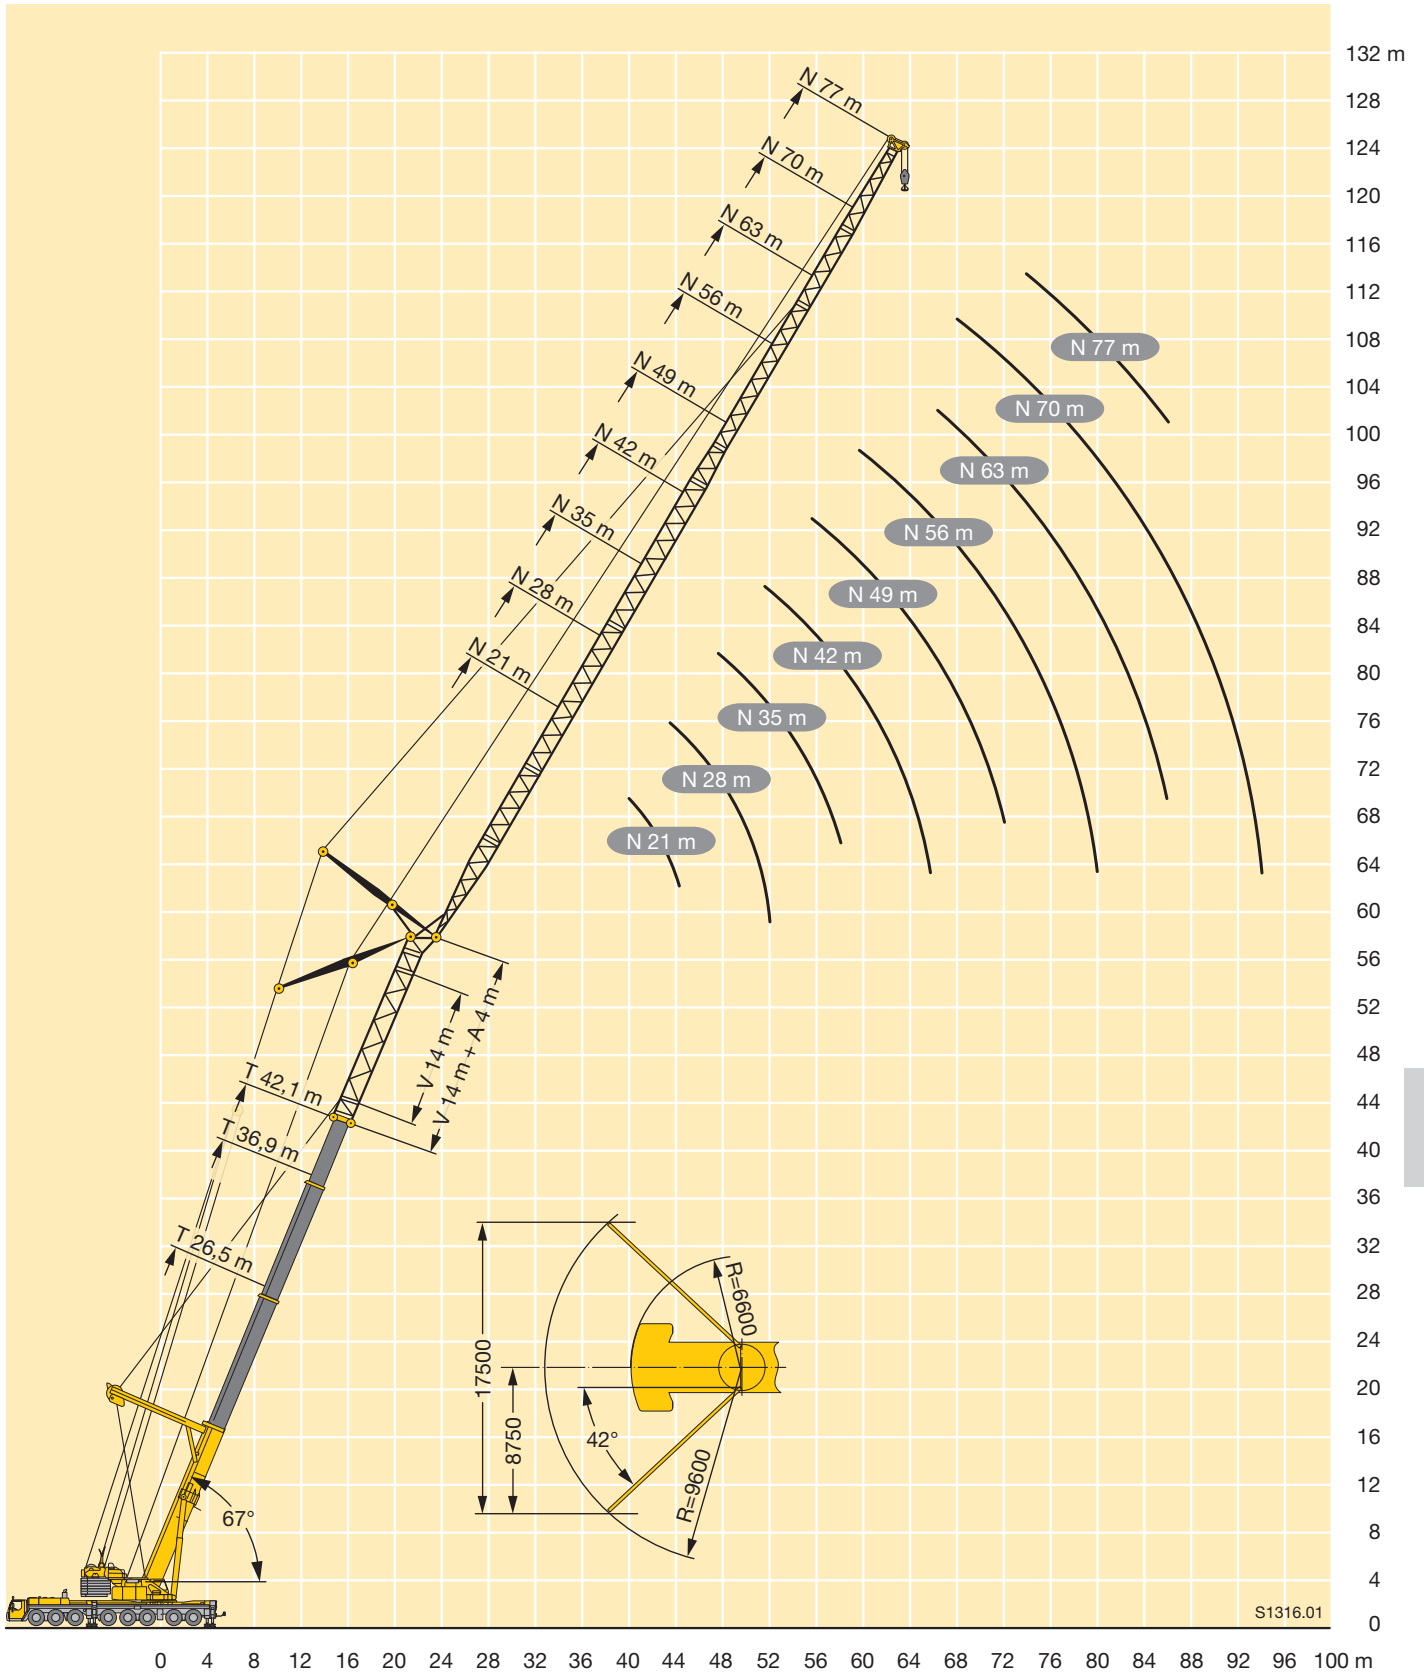 132 m
128
124
120
116
112
108
104
100
96
92
88
84
80
76
72
68
64
60
56
52
48
44
40
36
32
28
24
20
16
12
8
4
0
N 77 m
N 70 m
N 63 m
N 56 m
N 49 m
N 42 m
N 35 m
N 28 m
N 21 m
N 77 m
N 70 m
N 63 m
N 56 m
N 49 m
N 42 m
N 35 m
N 28 m
N 21 m
V 14 m
V 14 m + A 4 m
T 42,1 m
T 36,9 m
T 26,5 m
67°
17500
8750
42°
R=6600
R=9600
S1316.01
0 4 8 12 16 20 24 28 32 36 40 44 48 52 56 60 64 68 72 76 80 84 88 92 96 100 m